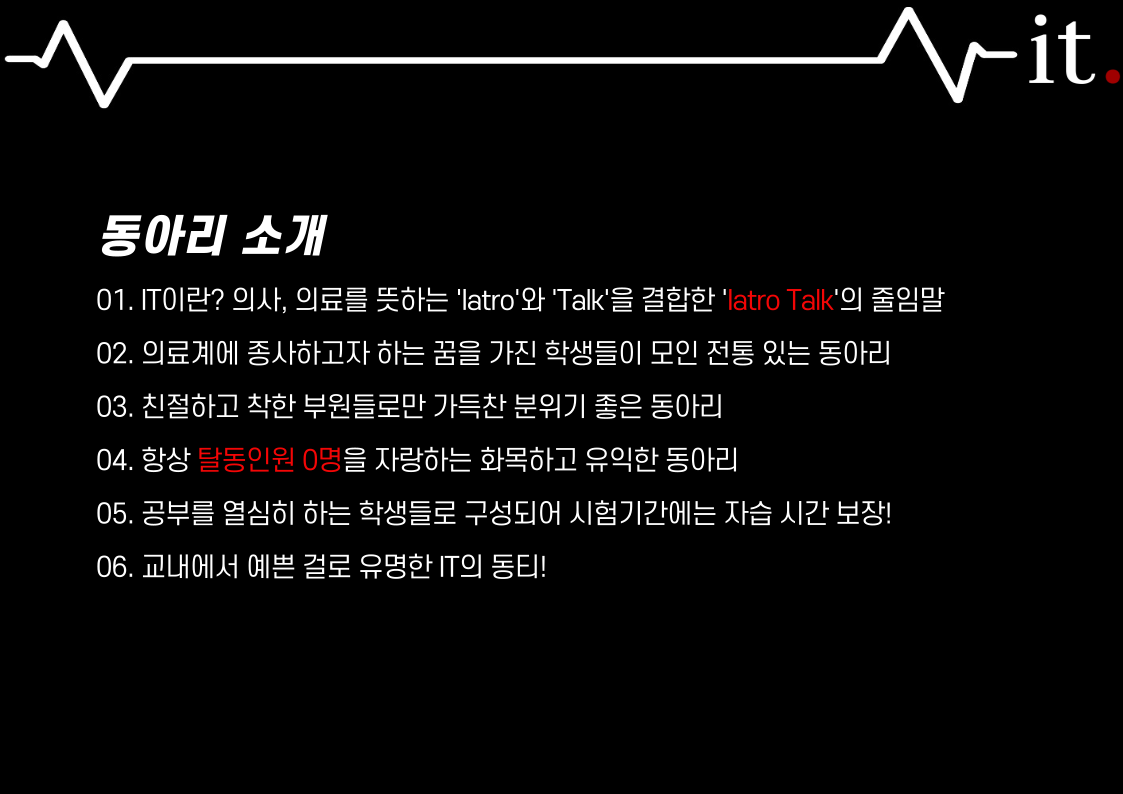 it.
동아리 소개
01. IT이란? 의사, 의료를 뜻하는 'Iatro'와 'Talk'을 결합한 'Iatro Talk'의 줄임말
02. 의료계에 종사하고자 하는 꿈을 가진 학생들이 모인 전통 있는 동아리
03. 친절하고 착한 부원들로만 가득찬 분위기 좋은 동아리
04. 항상 탈동인원 0명을 자랑하는 화목하고 유익한 동아리
05. 공부를 열심히 하는 학생들로 구성되어 시험기간에는 자습 시간 보장!
06. 교내에서 예쁜 걸로 유명한 IT의 동티!